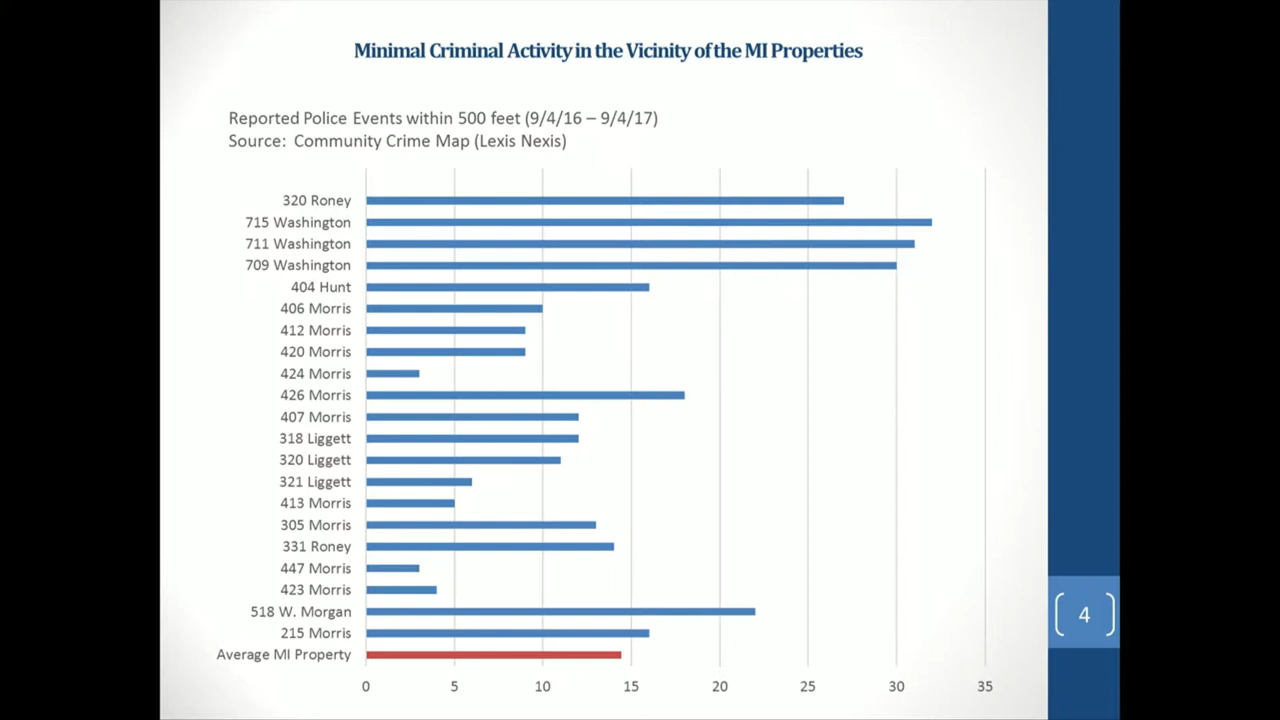 Minimal Criminal Activity in the Vicinity of the MI Properties
Reported Police Events within 500 feet (9/4/16 – 9/4/17)
Source: Community Crime Map (Lexis Nexis)
320 Roney
715 Washington
711 Washington
709 Washington
404 Hunt
406 Morris
412 Morris
420 Morris
424 Morris
426 Morris
407 Morris
318 Liggett
320 Liggett
321 Liggett
413 Morris
305 Morris
331 Roney
447 Morris
423 Morris
518 W. Morgan
215 Morris
Average MI Property
0 5 10 15 20 25 30 35
4